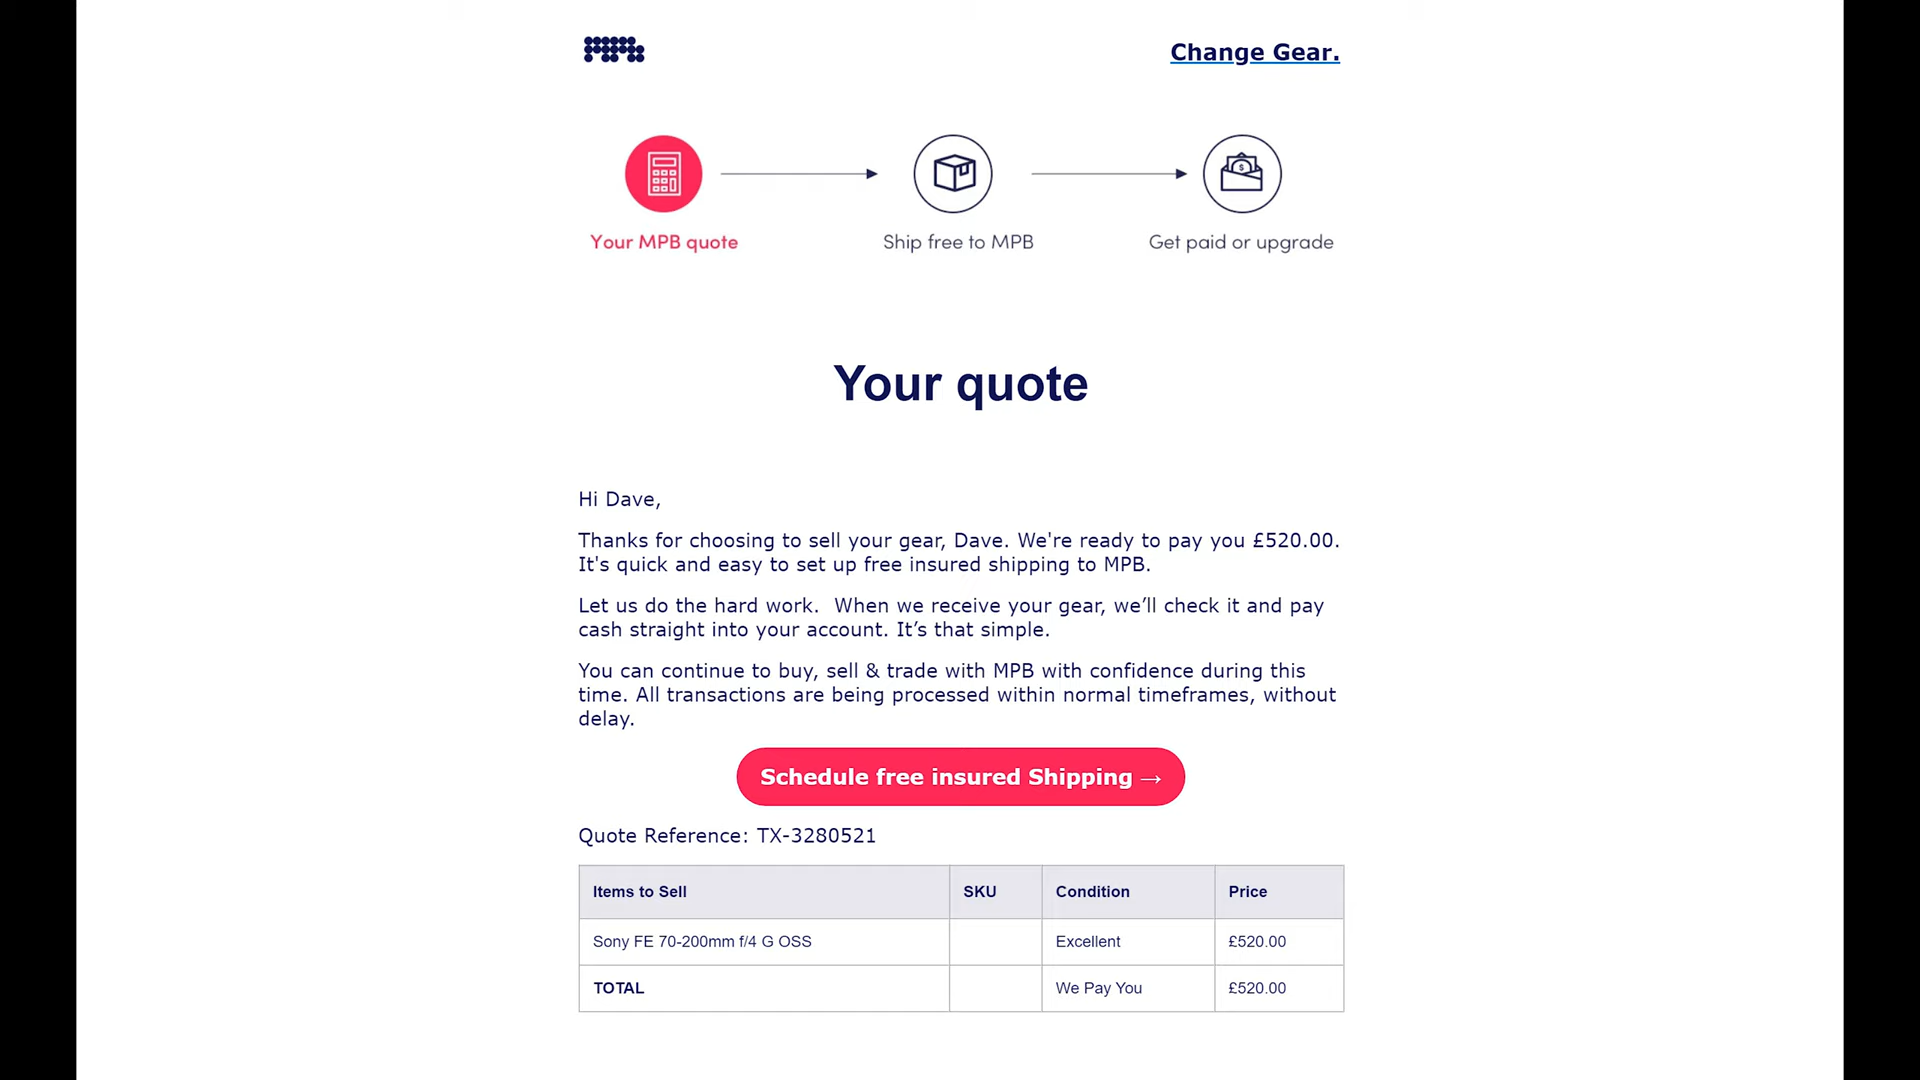 Change Gear.
Your MPB quote
Ship free to MPB
Get paid or upgrade
Your quote
Hi Dave,
Thanks for choosing to sell your gear, Dave. We're ready to pay you £520.00.
It's quick and easy to set up free insured shipping to MPB.
Let us do the hard work.  When we receive your gear, we’ll check it and pay
cash straight into your account. It’s that simple.
You can continue to buy, sell & trade with MPB with confidence during this
time. All transactions are being processed within normal timeframes, without
delay.
Schedule free insured Shipping →
Quote Reference: TX-3280521
Items to Sell SKU Condition Price
Sony FE 70-200mm f/4 G OSS Excellent £520.00
TOTAL We Pay You £520.00